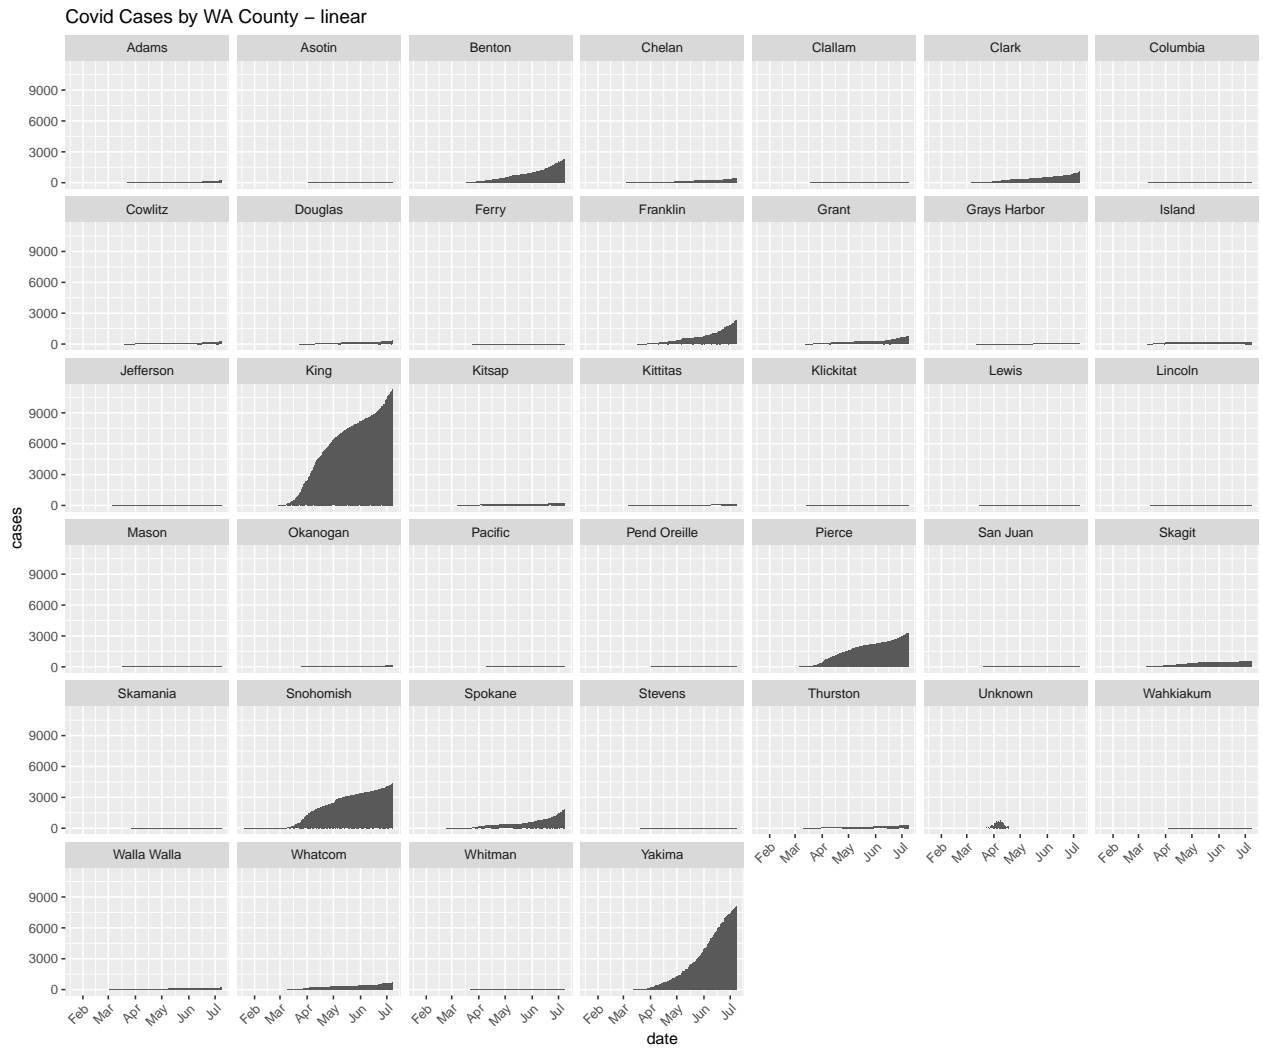 Covid Cases by WA County – linear
Adams Asotin Benton Chelan Clallam Clark Columbia
9000
6000
3000
0
Cowlitz Douglas Ferry Franklin Grant Grays Harbor Island
9000
6000
3000
0
Jefferson King Kitsap Kittitas Klickitat Lewis Lincoln
9000
6000
3000
0
cases
Mason Okanogan Pacific Pend Oreille Pierce San Juan Skagit
9000
6000
3000
0
Skamania Snohomish Spokane Stevens Thurston Unknown Wahkiakum
9000
6000
3000
0
Feb Mar Apr May Jun Jul Feb Mar Apr May Jun Jul Feb Mar Apr May Jun Jul
Walla Walla Whatcom Whitman Yakima
9000
6000
3000
0
Feb Mar Apr May Jun Jul Feb Mar Apr May Jun Jul Feb Mar Apr May Jun Jul Feb Mar Apr May Jun Jul
date